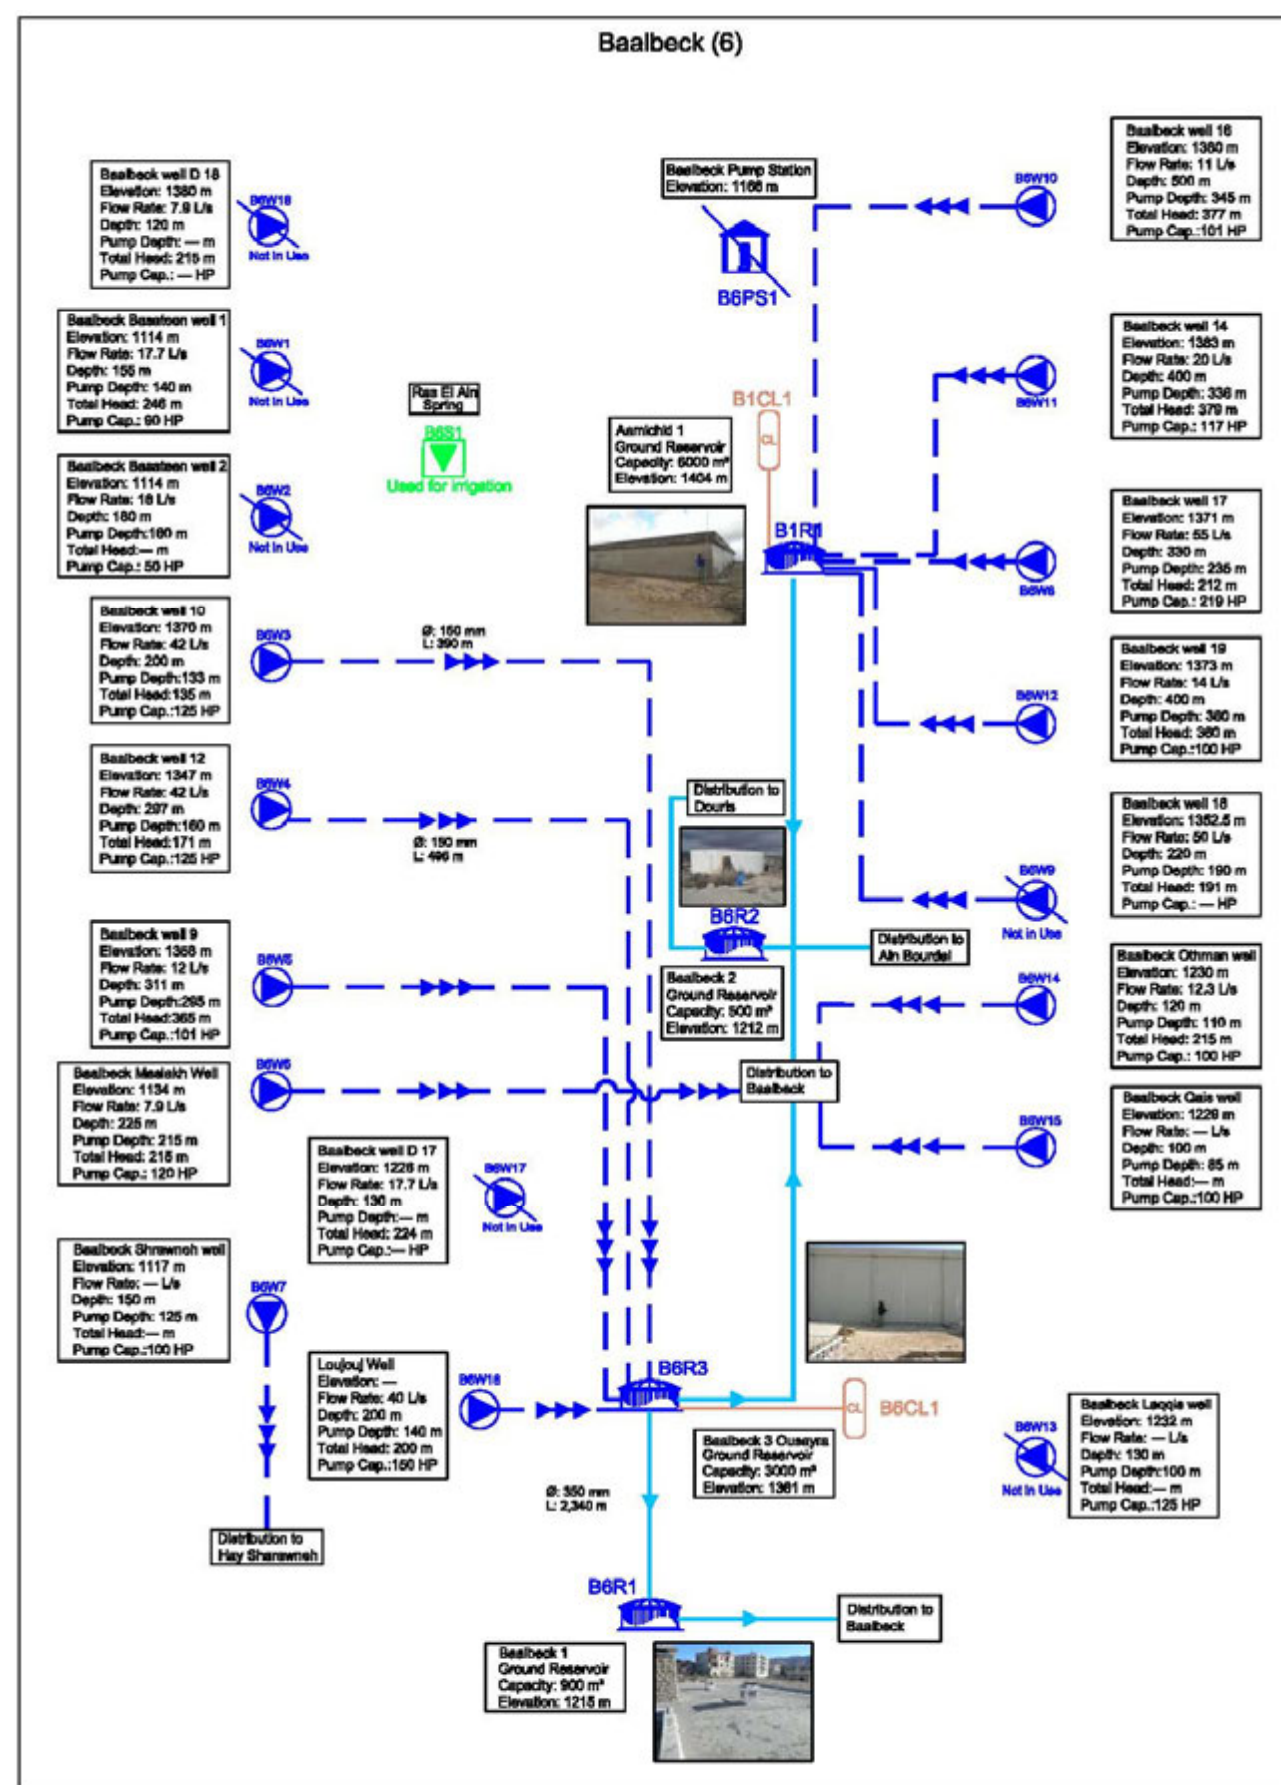 Baalbeck (6)
Baalbeck well D 18
Elevation: 1380 m
Flow Rate: 7.9 L/s
Depth: 120 m
Pump Depth: — m
Total Head: 215 m
Pump Cap.: — HP
B6W18
Not in Use
Baalbeck Pump Station
Elevation: 1166 m
B6PS1
B6W10
Baalbeck well 16
Elevation: 1360 m
Flow Rate: 11 L/s
Depth: 500 m
Pump Depth: 345 m
Total Head: 377 m
Pump Cap.:101 HP
Baalbeck Basateen well 1
Elevation: 1114 m
Flow Rate: 17.7 L/s
Depth: 155 m
Pump Depth: 140 m
Total Head: 246 m
Pump Cap.: 90 HP
B6W1
Not in Use
Ras El Ain
Spring
B6S1
Used for irrigation
B1CL1
CL
Aamichki 1
Ground Reservoir
Capacity: 5000 m³
Elevation: 1404 m
B1R1
B6W11
Baalbeck well 14
Elevation: 1383 m
Flow Rate: 20 L/s
Depth: 400 m
Pump Depth: 336 m
Total Head: 379 m
Pump Cap.: 117 HP
Baalbeck Basateen well 2
Elevation: 1114 m
Flow Rate: 18 L/s
Depth: 180 m
Pump Depth:160 m
Total Head:— m
Pump Cap.: 50 HP
B6W2
Not in Use
B6W8
Baalbeck well 17
Elevation: 1371 m
Flow Rate: 55 L/s
Depth: 330 m
Pump Depth: 235 m
Total Head: 212 m
Pump Cap.: 219 HP
Baalbeck well 10
Elevation: 1370 m
Flow Rate: 42 L/s
Depth: 200 m
Pump Depth:133 m
Total Head:135 m
Pump Cap.:125 HP
B6W3
Ø: 150 mm
L: 390 m
B6W12
Baalbeck well 19
Elevation: 1373 m
Flow Rate: 14 L/s
Depth: 400 m
Pump Depth: 360 m
Total Head: 360 m
Pump Cap.:100 HP
Baalbeck well 12
Elevation: 1347 m
Flow Rate: 42 L/s
Depth: 297 m
Pump Depth:160 m
Total Head:171 m
Pump Cap.:125 HP
B6W4
Ø: 150 mm
L: 496 m
Distribution to
Douris
B6R2
Baalbeck 2
Ground Reservoir
Capacity: 500 m³
Elevation: 1212 m
Distribution to
Ain Bourdai
B6W9
Not in Use
Baalbeck well 18
Elevation: 1352.5 m
Flow Rate: 50 L/s
Depth: 220 m
Pump Depth: 190 m
Total Head: 191 m
Pump Cap.: — HP
Baalbeck well 9
Elevation: 1368 m
Flow Rate: 12 L/s
Depth: 311 m
Pump Depth:295 m
Total Head:365 m
Pump Cap.:101 HP
B6W5
B6W14
Baalbeck Othman well
Elevation: 1230 m
Flow Rate: 12.3 L/s
Depth: 120 m
Pump Depth: 110 m
Total Head: 215 m
Pump Cap.: 100 HP
Baalbeck Maslakh Well
Elevation: 1134 m
Flow Rate: 7.9 L/s
Depth: 225 m
Pump Depth: 215 m
Total Head: 215 m
Pump Cap.: 120 HP
B6W6
Distribution to
Baalbeck
B6W15
Baalbeck Qais well
Elevation: 1229 m
Flow Rate: — L/s
Depth: 100 m
Pump Depth: 85 m
Total Head:— m
Pump Cap.:100 HP
Baalbeck well D 17
Elevation: 1226 m
Flow Rate: 17.7 L/s
Depth: 130 m
Pump Depth:— m
Total Head: 224 m
Pump Cap.:— HP
B6W17
Not in Use
Baalbeck Shrawneh well
Elevation: 1117 m
Flow Rate: — L/s
Depth: 150 m
Pump Depth: 125 m
Total Head:— m
Pump Cap.:100 HP
B6W7
Distribution to
Hay Sharawneh
Loujouj Well
Elevation: —
Flow Rate: 40 L/s
Depth: 200 m
Pump Depth: 140 m
Total Head: 200 m
Pump Cap.:150 HP
B6W16
B6R3
CL
B6CL1
Baalbeck 3 Qusayra
Ground Reservoir
Capacity: 3000 m³
Elevation: 1361 m
Ø: 350 mm
L: 2,340 m
B6W13
Not in Use
Baalbeck Laqqis well
Elevation: 1232 m
Flow Rate: — L/s
Depth: 130 m
Pump Depth:100 m
Total Head:— m
Pump Cap.:125 HP
B6R1
Baalbeck 1
Ground Reservoir
Capacity: 900 m³
Elevation: 1215 m
Distribution to
Baalbeck